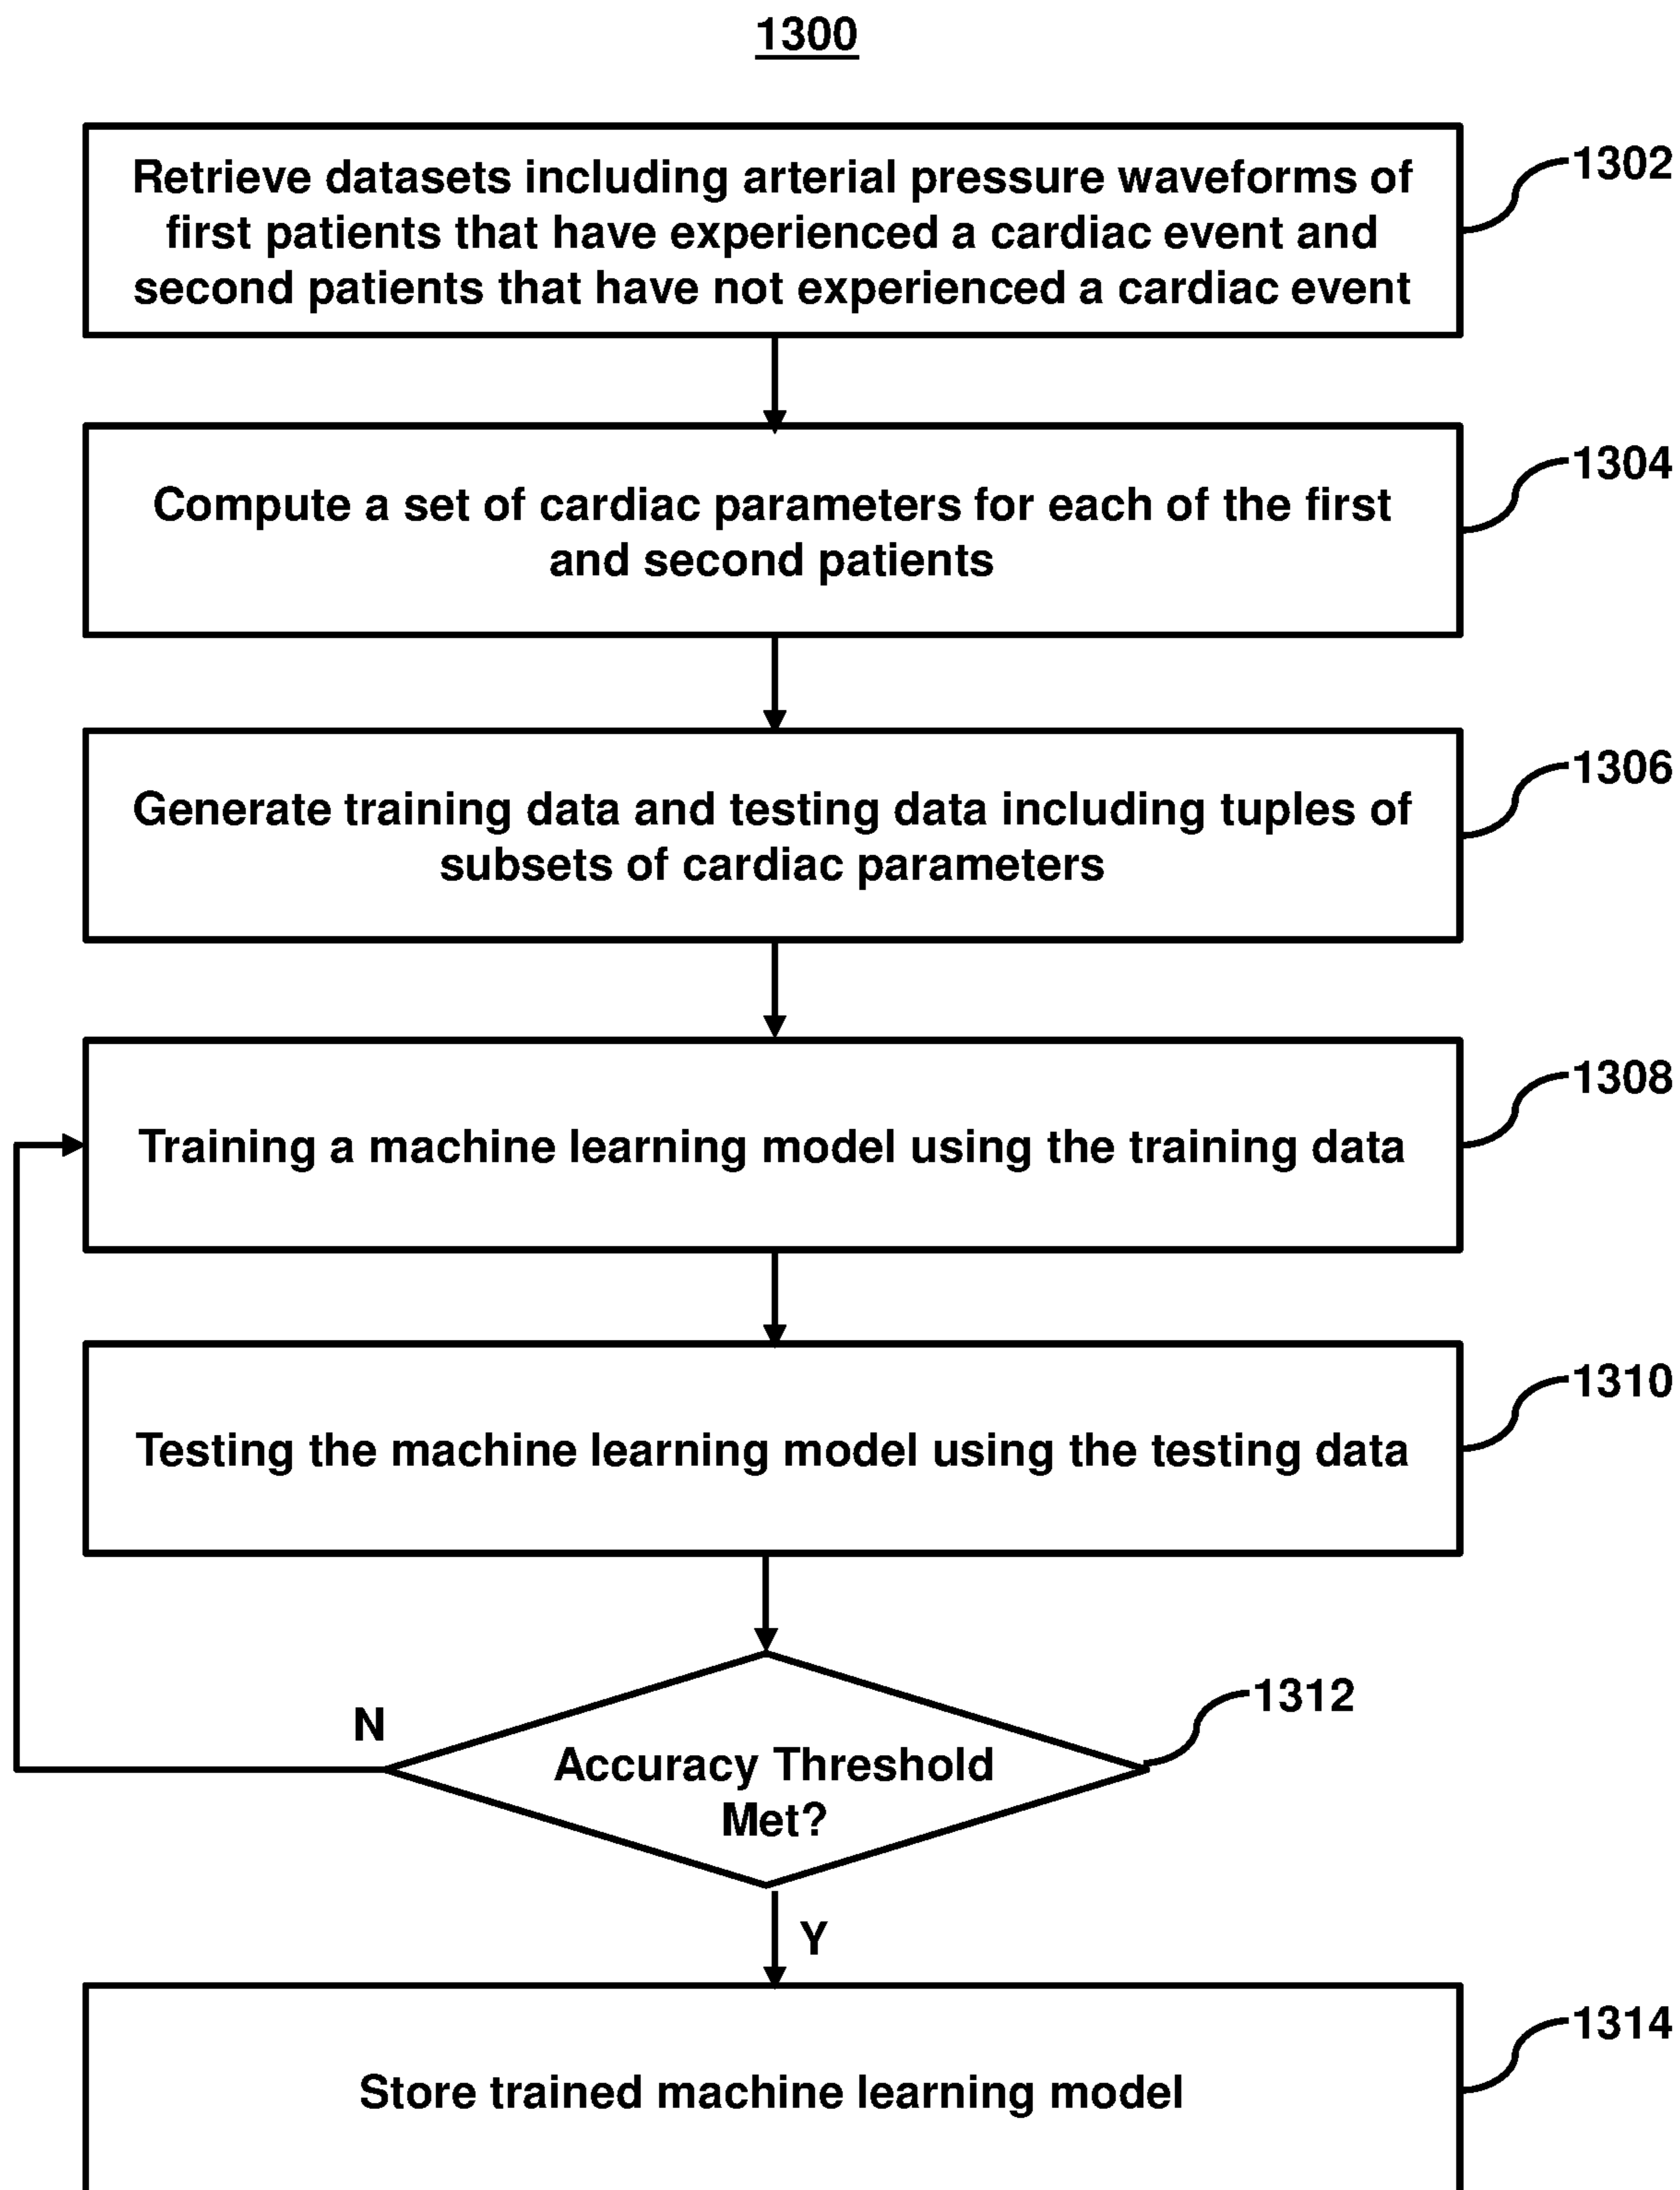 1300
Retrieve datasets including arterial pressure waveforms of
first patients that have experienced a cardiac event and
second patients that have not experienced a cardiac event
1302
Compute a set of cardiac parameters for each of the first
and second patients
1304
Generate training data and testing data including tuples of
subsets of cardiac parameters
1306
Training a machine learning model using the training data
1308
Testing the machine learning model using the testing data
1310
Accuracy Threshold
Met?
1312
N
Y
Store trained machine learning model
1314